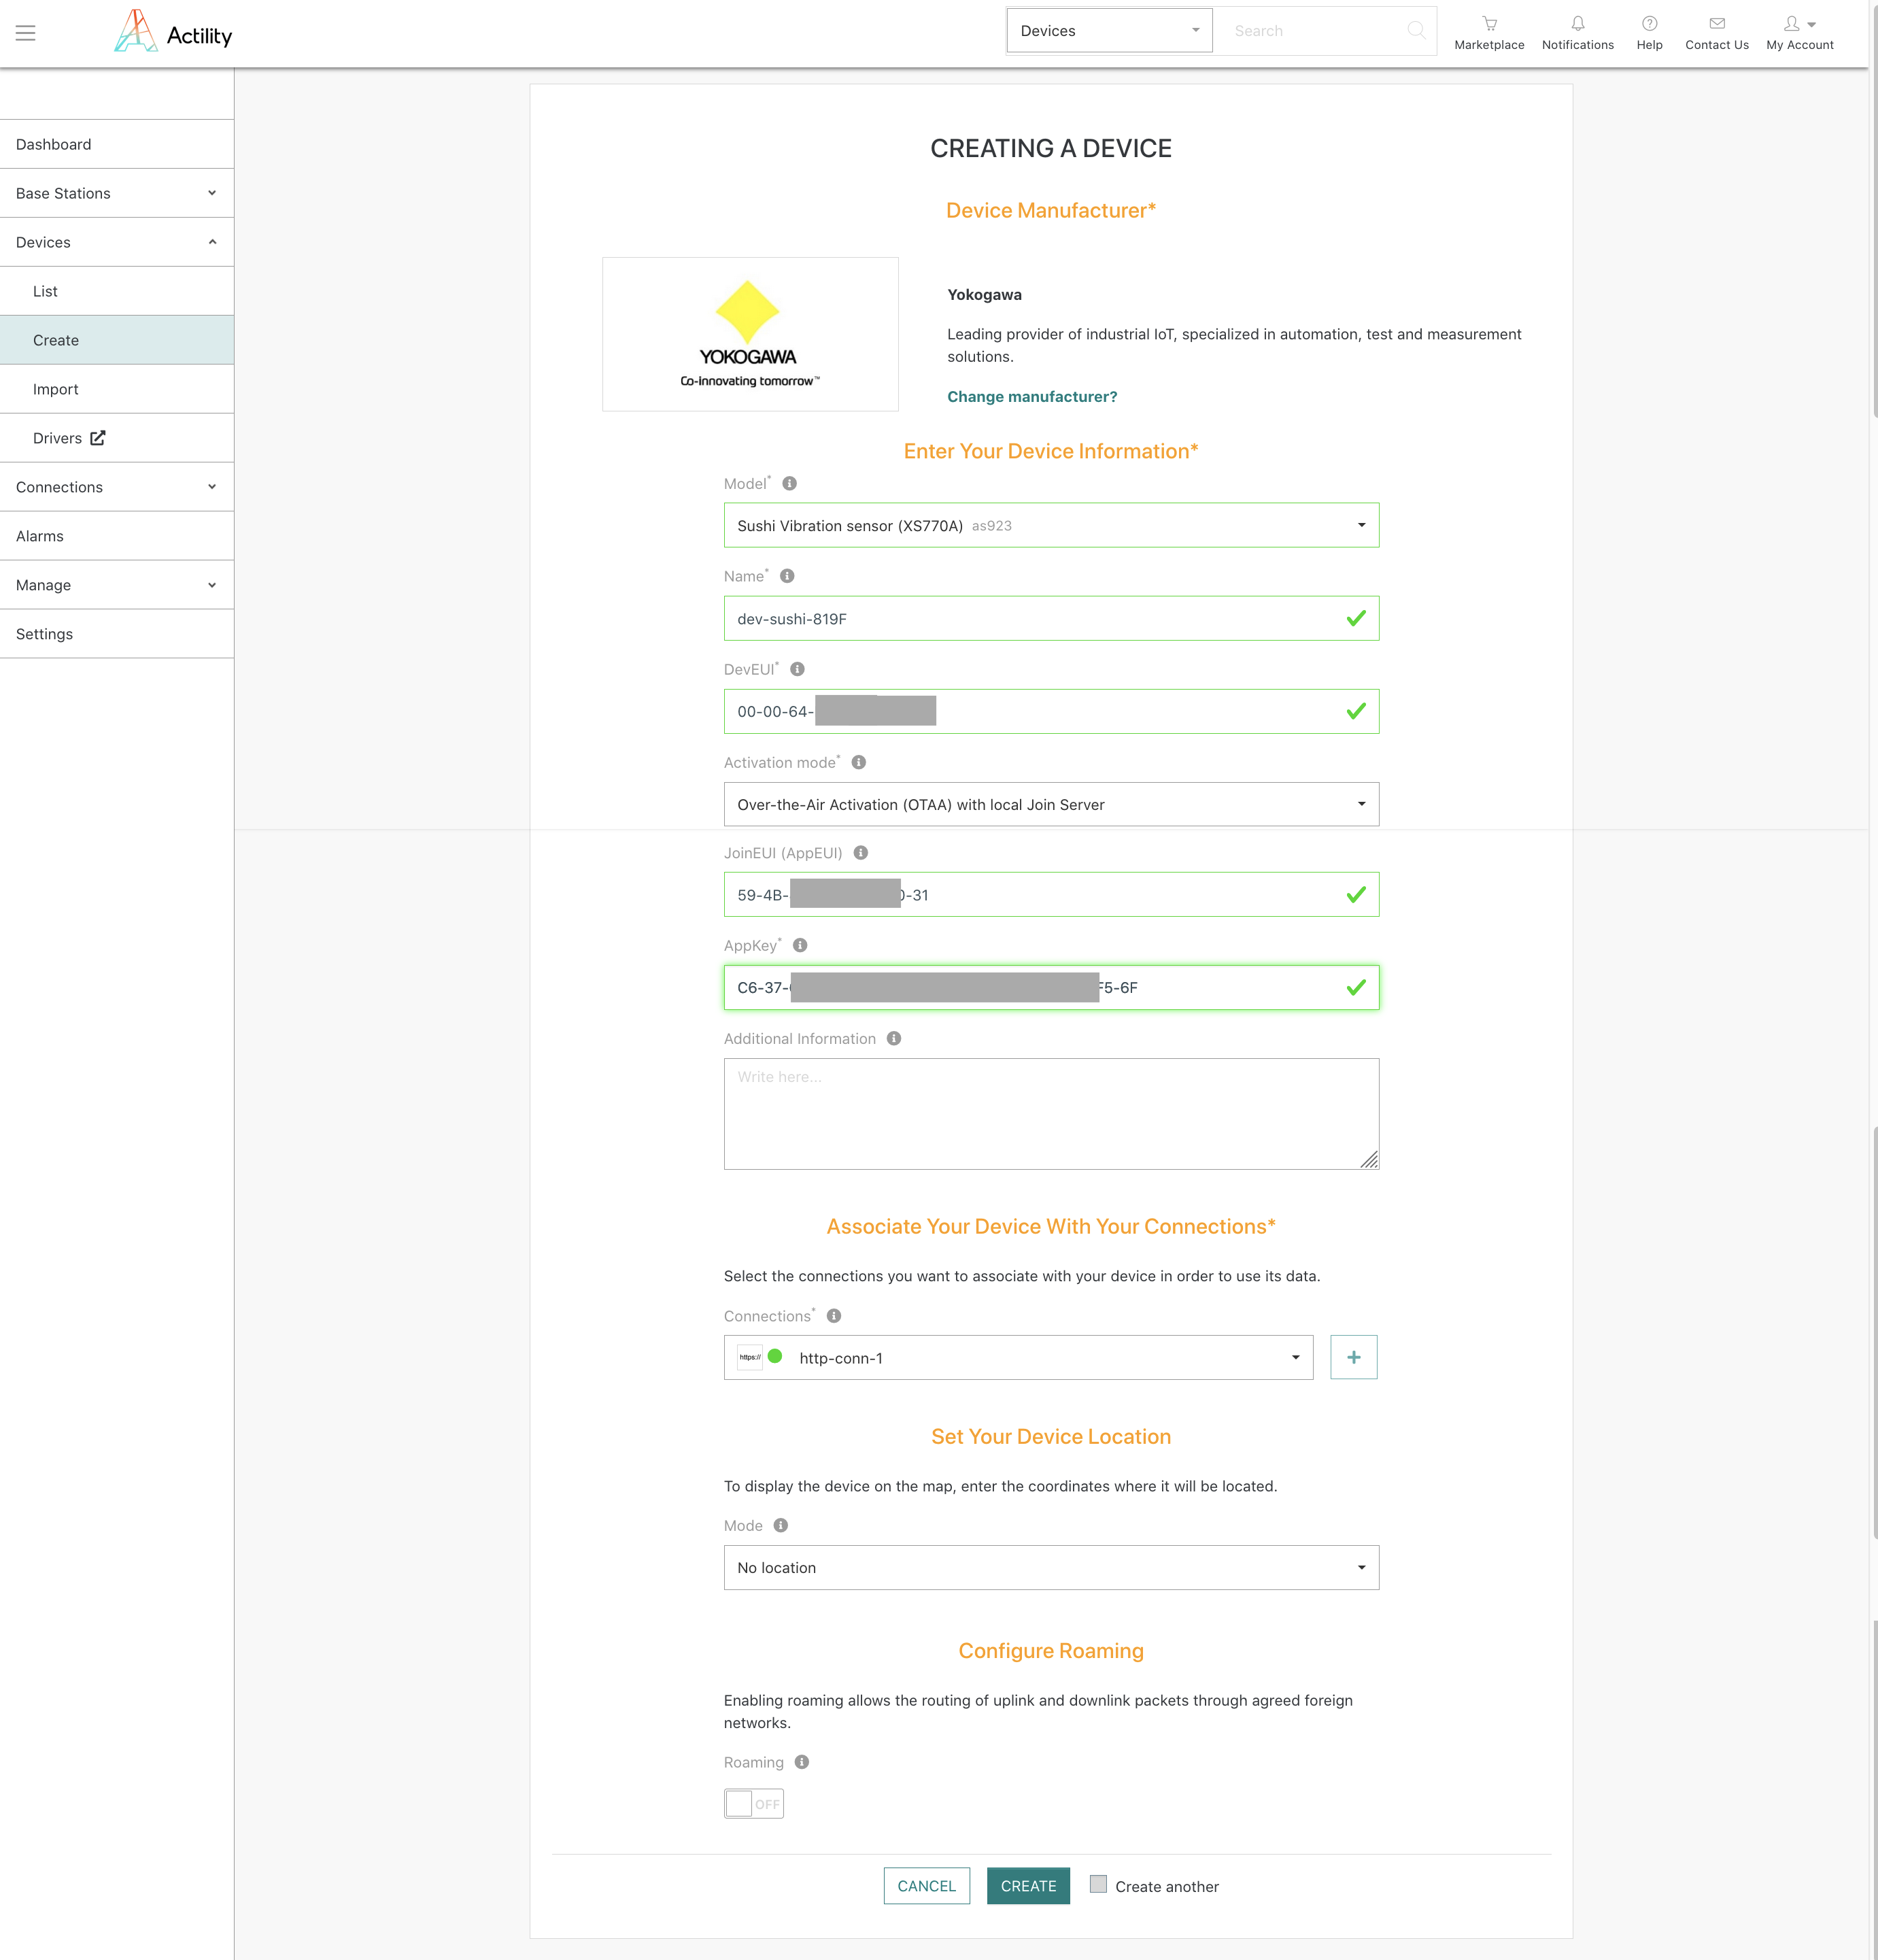 Actility
Devices
Search
Marketplace
Notifications
Help
Contact Us
My Account
Dashboard
Base Stations
Devices
List
Create
Import
Drivers
Connections
Alarms
Manage
Settings
CREATING A DEVICE
Device Manufacturer*
YOKOGAWA
Co-innovating tomorrow™
Yokogawa
Leading provider of industrial IoT, specialized in automation, test and measurement
solutions.
Change manufacturer?
Enter Your Device Information*
Model*
Sushi Vibration sensor (XS770A) as923
Name*
dev-sushi-819F
DevEUI*
00-00-64-
Activation mode*
Over-the-Air Activation (OTAA) with local Join Server
JoinEUI (AppEUI)
59-4B- 0-31
AppKey*
C6-37- F5-6F
Additional Information
Write here...
Associate Your Device With Your Connections*
Select the connections you want to associate with your device in order to use its data.
Connections*
https:// http-conn-1
Set Your Device Location
To display the device on the map, enter the coordinates where it will be located.
Mode
No location
Configure Roaming
Enabling roaming allows the routing of uplink and downlink packets through agreed foreign
networks.
Roaming
OFF
CANCEL
CREATE
Create another